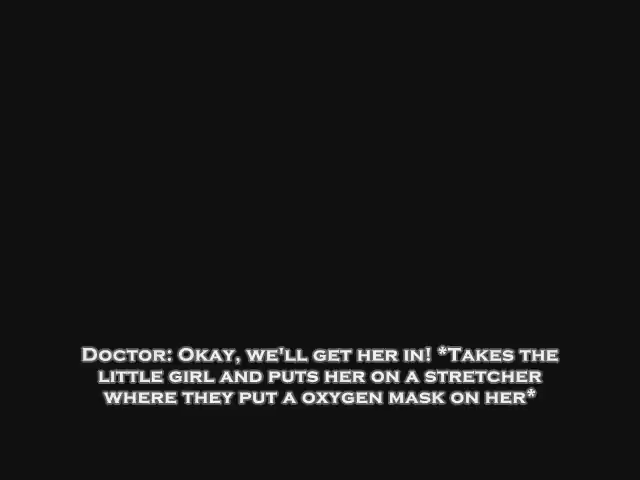 Doctor: Okay, we'll get her in! *Takes the
little girl and puts her on a stretcher
where they put a oxygen mask on her*